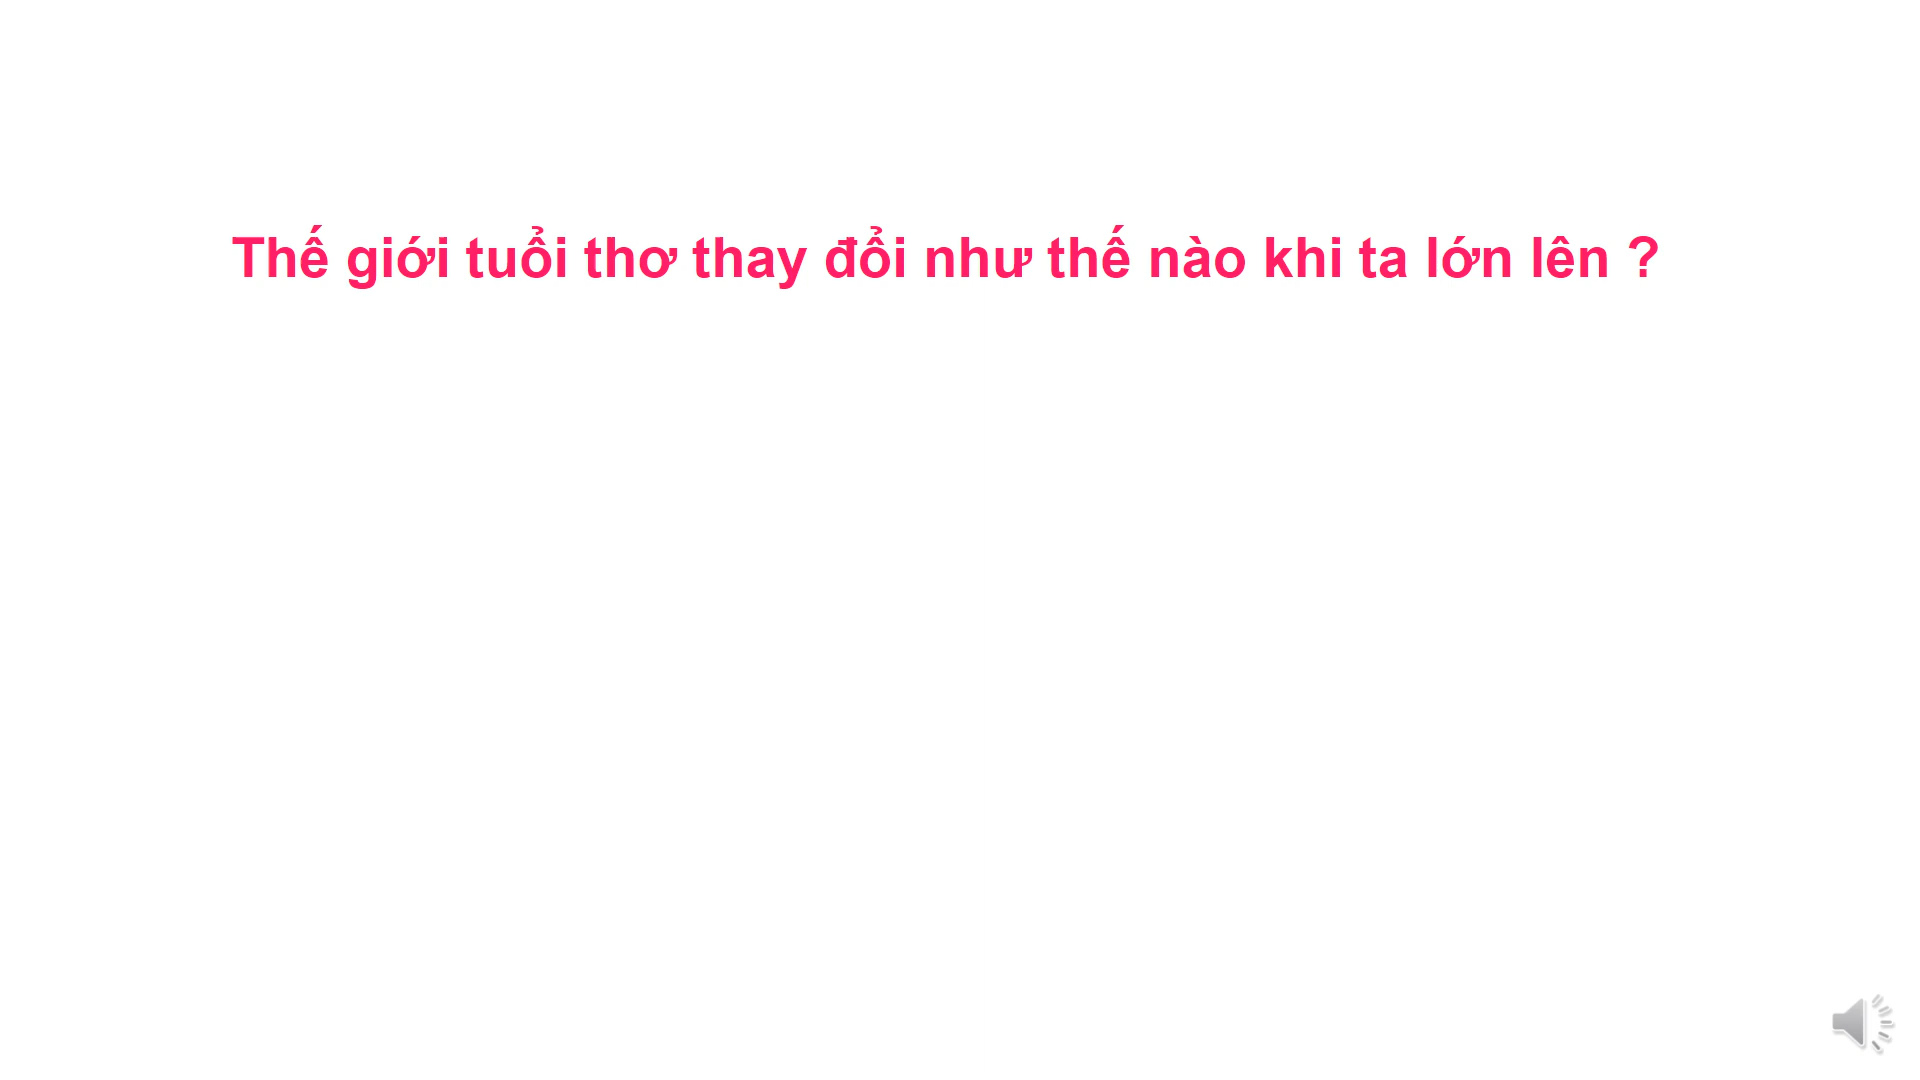 Thế giới tuổi thơ thay đổi như thế nào khi ta lớn lên ?